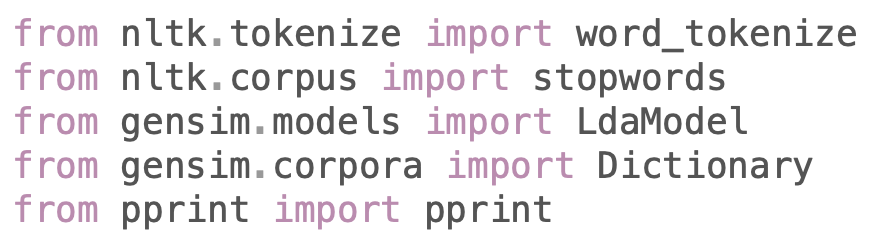 from nltk.tokenize import word_tokenize
from nltk.corpus import stopwords
from gensim.models import LdaModel
from gensim.corpora import Dictionary
from pprint import pprint